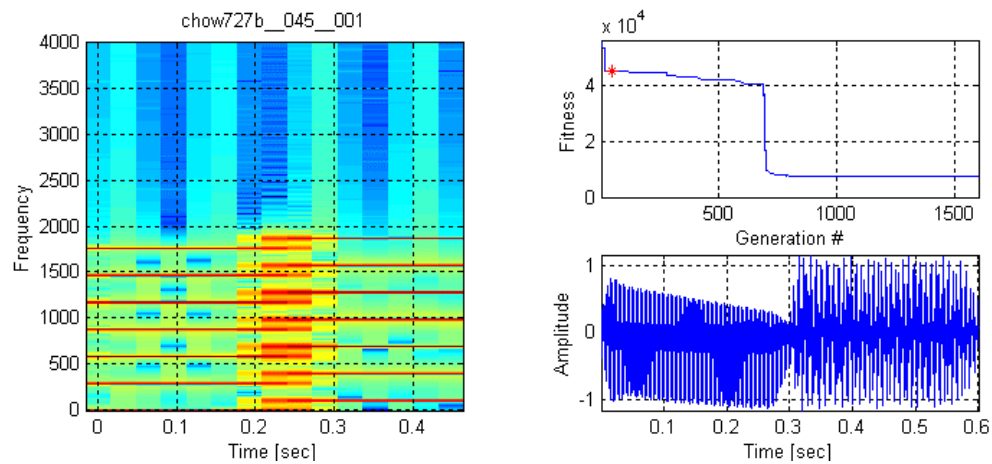 chow727b__045__001
4000
3500
3000
2500
2000
1500
1000
500
0
Frequency
0 0.1 0.2 0.3 0.4
Time [sec]
x 10^4
4
2
0
Fitness
500 1000 1500
Generation #
1
0
-1
Amplitude
0.1 0.2 0.3 0.4 0.5 0.6
Time [sec]